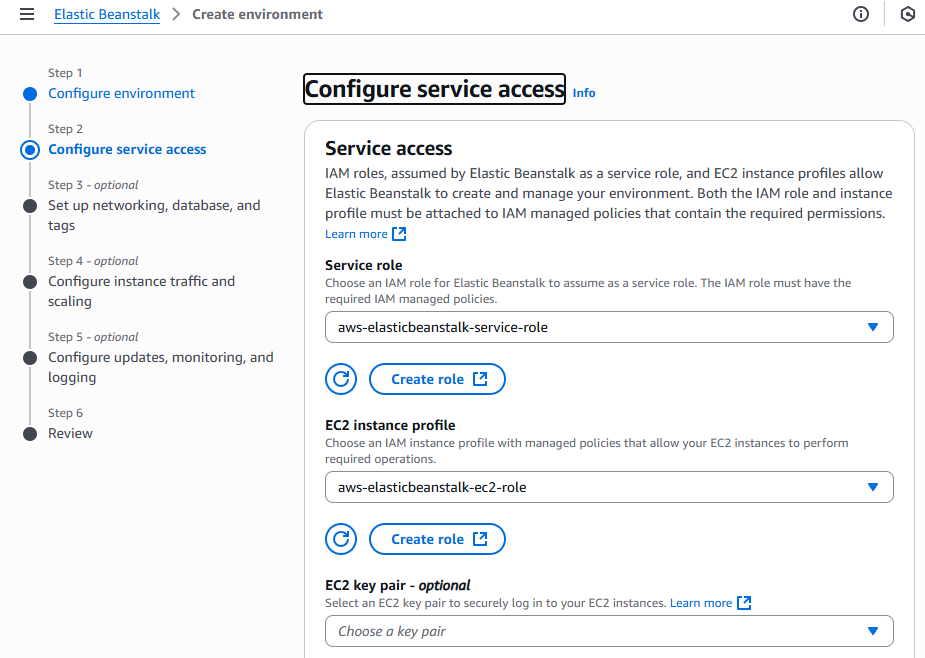 Elastic Beanstalk > Create environment
Step 1
Configure environment
Step 2
Configure service access
Step 3 - optional
Set up networking, database, and
tags
Step 4 - optional
Configure instance traffic and
scaling
Step 5 - optional
Configure updates, monitoring, and
logging
Step 6
Review
Configure service access Info
Service access
IAM roles, assumed by Elastic Beanstalk as a service role, and EC2 instance profiles allow
Elastic Beanstalk to create and manage your environment. Both the IAM role and instance
profile must be attached to IAM managed policies that contain the required permissions.
Learn more
Service role
Choose an IAM role for Elastic Beanstalk to assume as a service role. The IAM role must have the
required IAM managed policies.
aws-elasticbeanstalk-service-role
Create role
EC2 instance profile
Choose an IAM instance profile with managed policies that allow your EC2 instances to perform
required operations.
aws-elasticbeanstalk-ec2-role
Create role
EC2 key pair - optional
Select an EC2 key pair to securely log in to your EC2 instances. Learn more
Choose a key pair